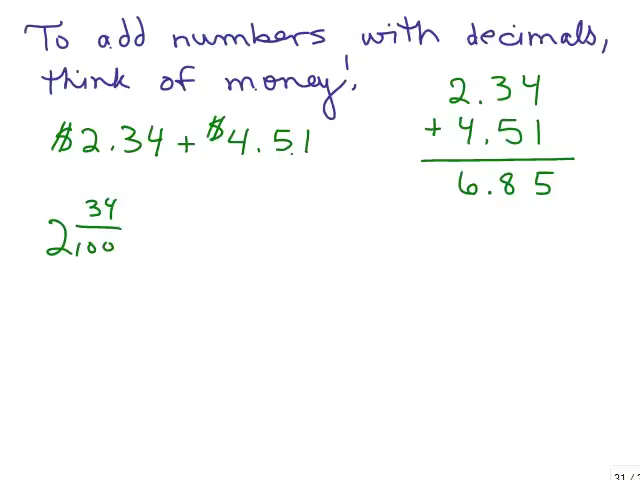 To add numbers with decimals,
think of money!
$2.34 + $4.51
2.34
+ 4.51
6.85
2 34/100
31 /